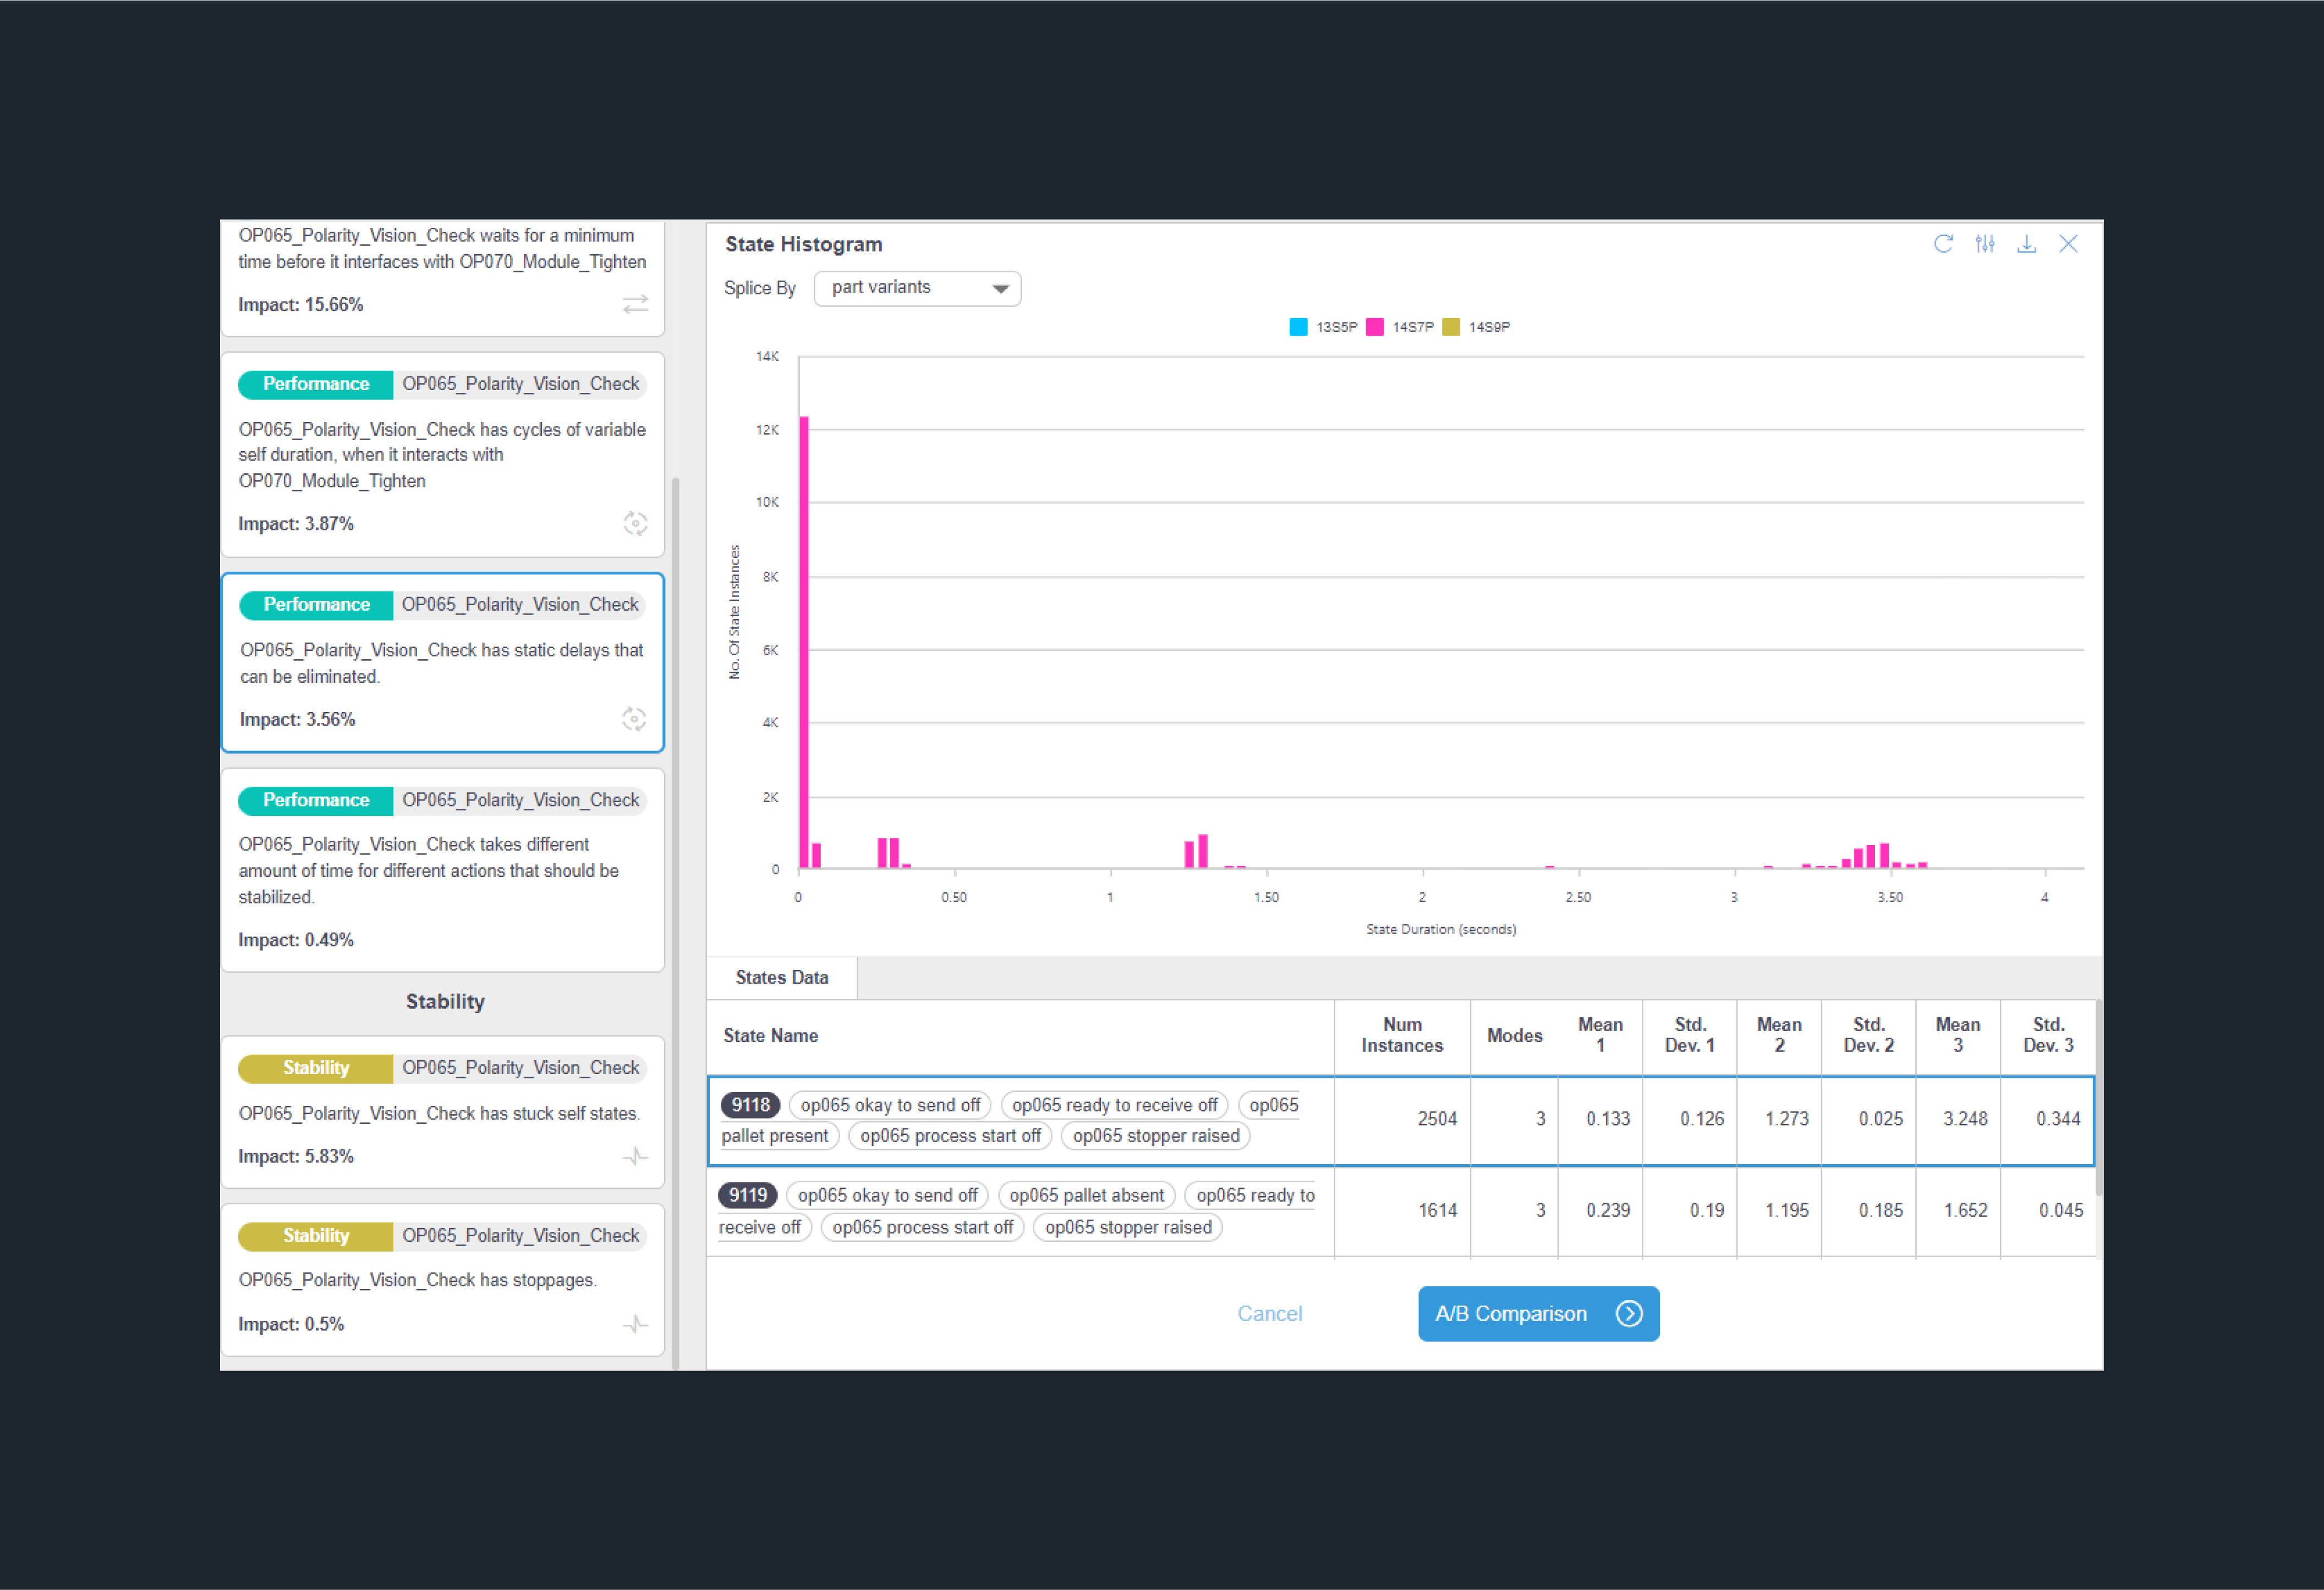 OP065_Polarity_Vision_Check waits for a minimum
time before it interfaces with OP070_Module_Tighten
Impact: 15.66%
Performance OP065_Polarity_Vision_Check
OP065_Polarity_Vision_Check has cycles of variable
self duration, when it interacts with
OP070_Module_Tighten
Impact: 3.87%
Performance OP065_Polarity_Vision_Check
OP065_Polarity_Vision_Check has static delays that
can be eliminated.
Impact: 3.56%
Performance OP065_Polarity_Vision_Check
OP065_Polarity_Vision_Check takes different
amount of time for different actions that should be
stabilized.
Impact: 0.49%
Stability
Stability OP065_Polarity_Vision_Check
OP065_Polarity_Vision_Check has stuck self states.
Impact: 5.83%
Stability OP065_Polarity_Vision_Check
OP065_Polarity_Vision_Check has stoppages.
Impact: 0.5%
State Histogram
Splice By part variants
13S5P 14S7P 14S9P
No. Of State Instances
14K
12K
10K
8K
6K
4K
2K
0
0 0.50 1 1.50 2 2.50 3 3.50 4
State Duration (seconds)
States Data
State Name Num Instances Modes Mean 1 Std. Dev. 1 Mean 2 Std. Dev. 2 Mean 3 Std. Dev. 3
9118 op065 okay to send off op065 ready to receive off op065
pallet present op065 process start off op065 stopper raised
2504 3 0.133 0.126 1.273 0.025 3.248 0.344
9119 op065 okay to send off op065 pallet absent op065 ready to
receive off op065 process start off op065 stopper raised
1614 3 0.239 0.19 1.195 0.185 1.652 0.045
Cancel
A/B Comparison